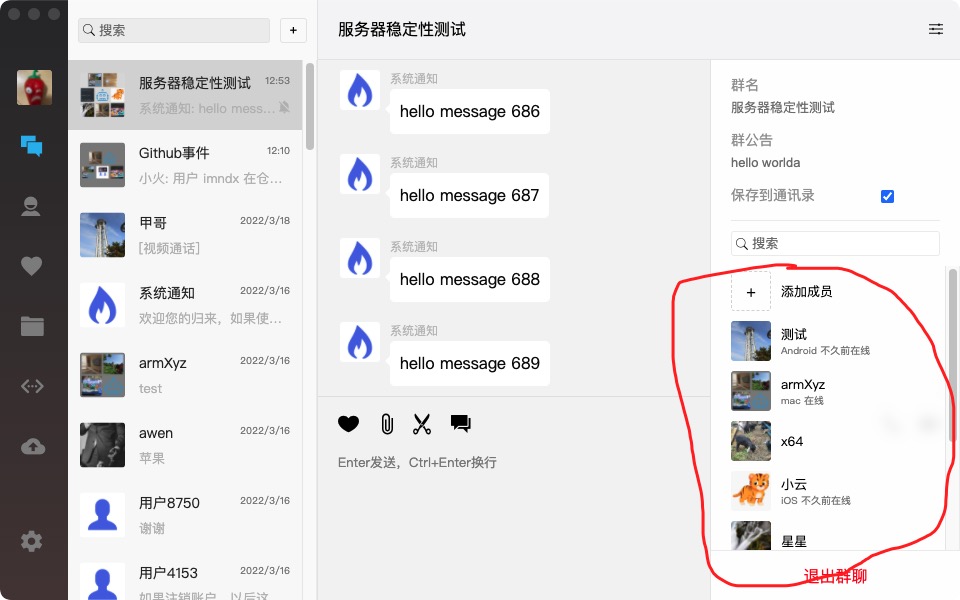 搜索
+
服务器稳定性测试 12:53
系统通知: hello mess...
Github事件 12:10
小火: 用户 imndx 在仓...
甲哥 2022/3/18
[视频通话]
系统通知 2022/3/16
欢迎您的归来，如果使...
armXyz 2022/3/16
test
awen 2022/3/16
苹果
用户8750 2022/3/16
谢谢
用户4153 2022/3/16
如果注销账户，以后这
服务器稳定性测试
系统通知
hello message 686
系统通知
hello message 687
系统通知
hello message 688
系统通知
hello message 689
Enter发送，Ctrl+Enter换行
群名
服务器稳定性测试
群公告
hello worlda
保存到通讯录
搜索
+ 添加成员
测试
Android 不久前在线
armXyz
mac 在线
x64
小云
iOS 不久前在线
星星
退出群聊